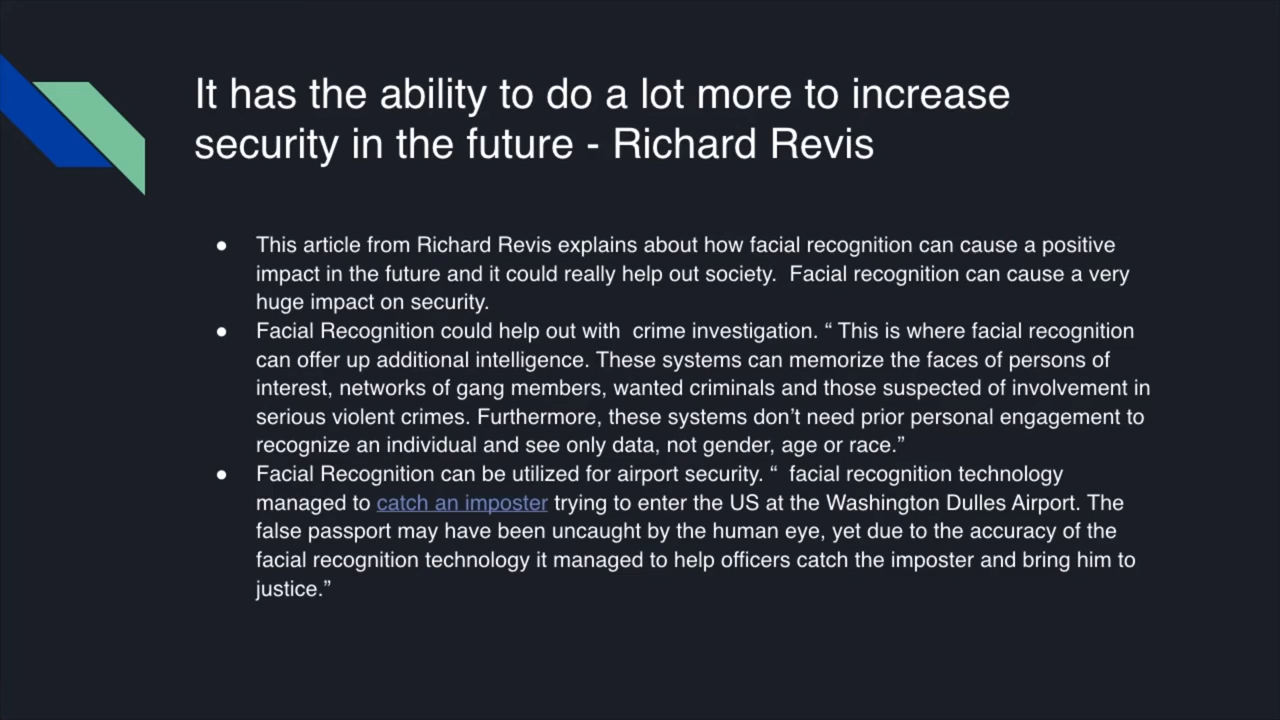 It has the ability to do a lot more to increase
security in the future - Richard Revis
● This article from Richard Revis explains about how facial recognition can cause a positive
impact in the future and it could really help out society.  Facial recognition can cause a very
huge impact on security.
● Facial Recognition could help out with  crime investigation. “ This is where facial recognition
can offer up additional intelligence. These systems can memorize the faces of persons of
interest, networks of gang members, wanted criminals and those suspected of involvement in
serious violent crimes. Furthermore, these systems don’t need prior personal engagement to
recognize an individual and see only data, not gender, age or race.”
● Facial Recognition can be utilized for airport security. “  facial recognition technology
managed to catch an imposter trying to enter the US at the Washington Dulles Airport. The
false passport may have been uncaught by the human eye, yet due to the accuracy of the
facial recognition technology it managed to help officers catch the imposter and bring him to
justice.”